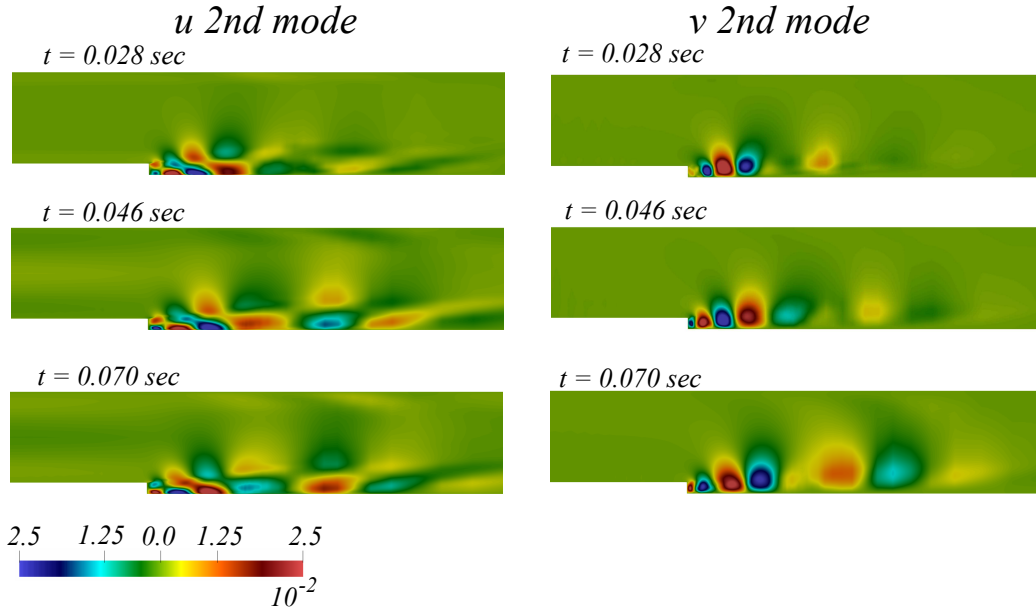 u 2nd mode
v 2nd mode
t = 0.028 sec
t = 0.028 sec
t = 0.046 sec
t = 0.046 sec
t = 0.070 sec
t = 0.070 sec
2.5 1.25 0.0 1.25 2.5
10⁻²